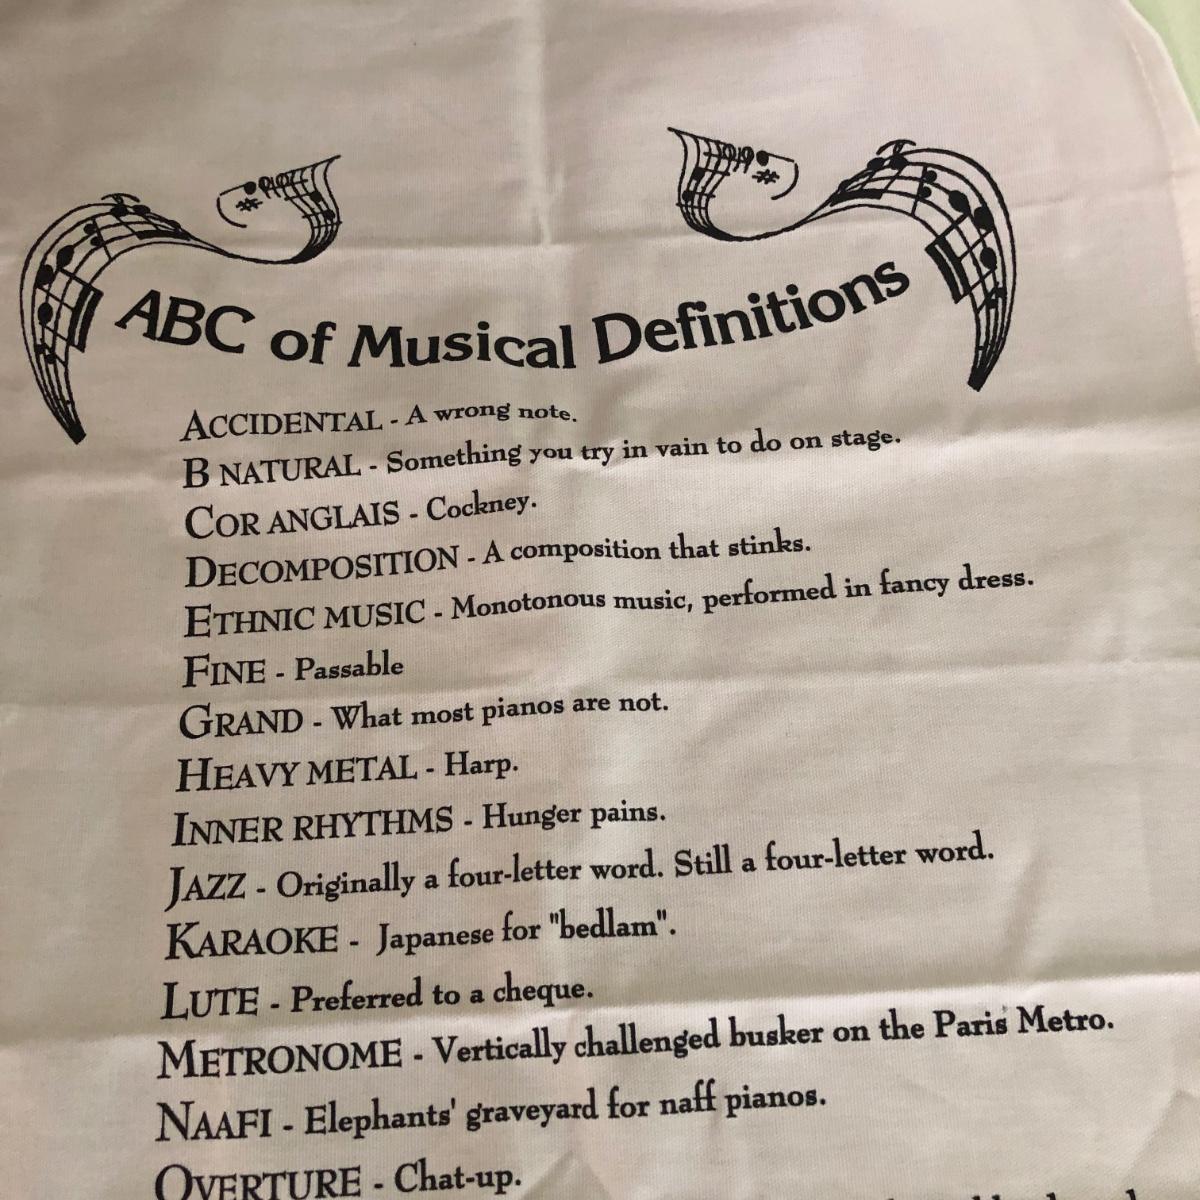 ABC of Musical Definitions
ACCIDENTAL - A wrong note.
B NATURAL - Something you try in vain to do on stage.
COR ANGLAIS - Cockney.
DECOMPOSITION - A composition that stinks.
ETHNIC MUSIC - Monotonous music, performed in fancy dress.
FINE - Passable
GRAND - What most pianos are not.
HEAVY METAL - Harp.
INNER RHYTHMS - Hunger pains.
JAZZ - Originally a four-letter word. Still a four-letter word.
KARAOKE - Japanese for "bedlam".
LUTE - Preferred to a cheque.
METRONOME - Vertically challenged busker on the Paris Metro.
NAAFI - Elephants' graveyard for naff pianos.
OVERTURE - Chat-up.